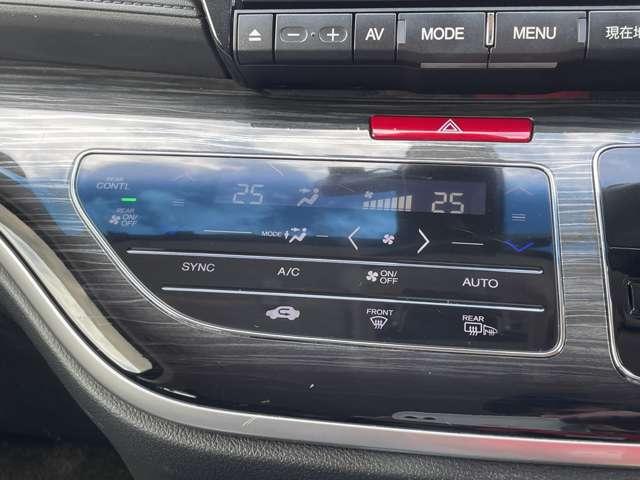 AV MODE MENU 現在地
REAR
CONTL
25 25
REAR
ON/
OFF
MODE
SYNC A/C ON/
OFF AUTO
FRONT REAR